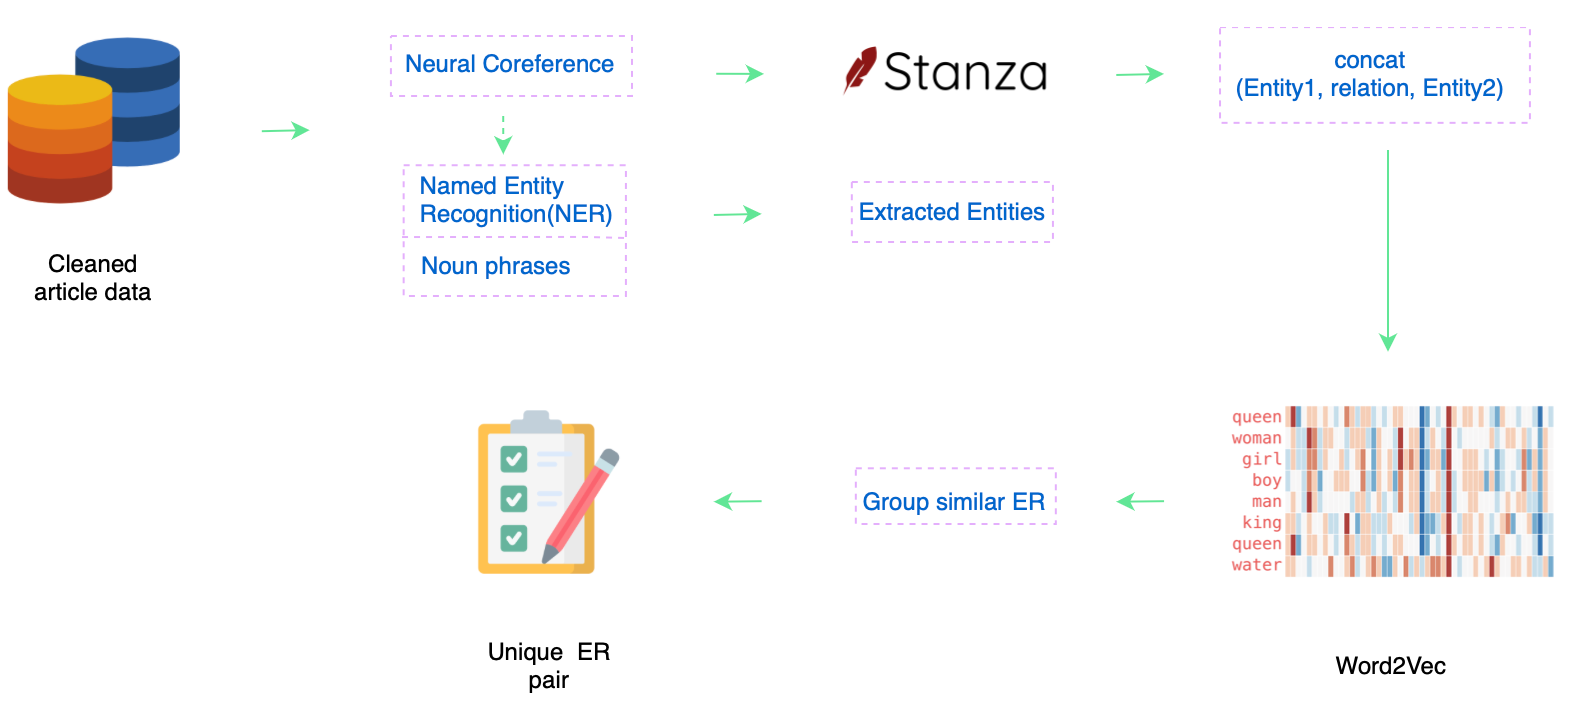 Neural Coreference
Stanza
concat
(Entity1, relation, Entity2)
Named Entity
Recognition(NER)
Noun phrases
Extracted Entities
Cleaned
article data
queen
woman
girl
boy
man
king
queen
water
Group similar ER
Unique ER
pair
Word2Vec